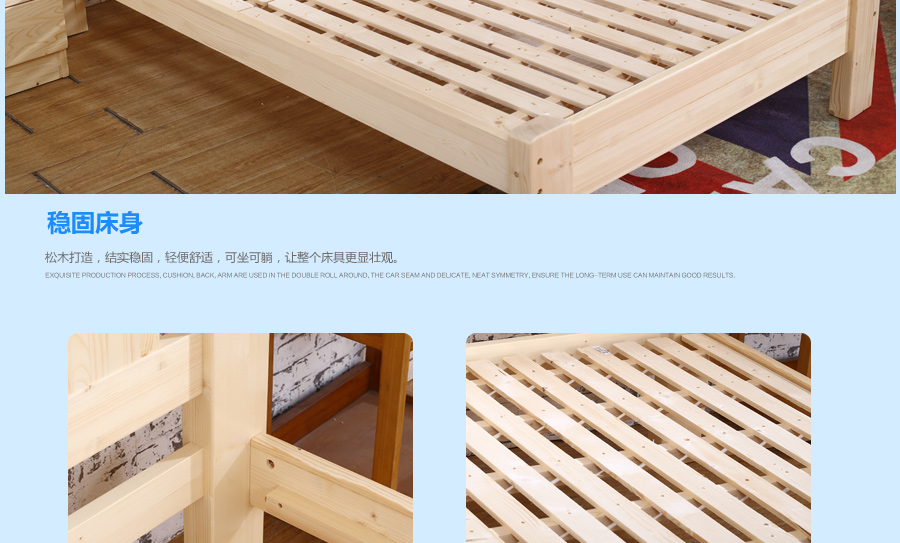 稳固床身
松木打造，结实稳固，轻便舒适，可坐可躺，让整个床具更显壮观。
EXQUISITE PRODUCTION PROCESS, CUSHION, BACK, ARM ARE USED IN THE DOUBLE ROLL AROUND, THE CAR SEAM AND DELICATE, NEAT SYMMETRY, ENSURE THE LONG-TERM USE CAN MAINTAIN GOOD RESULTS.